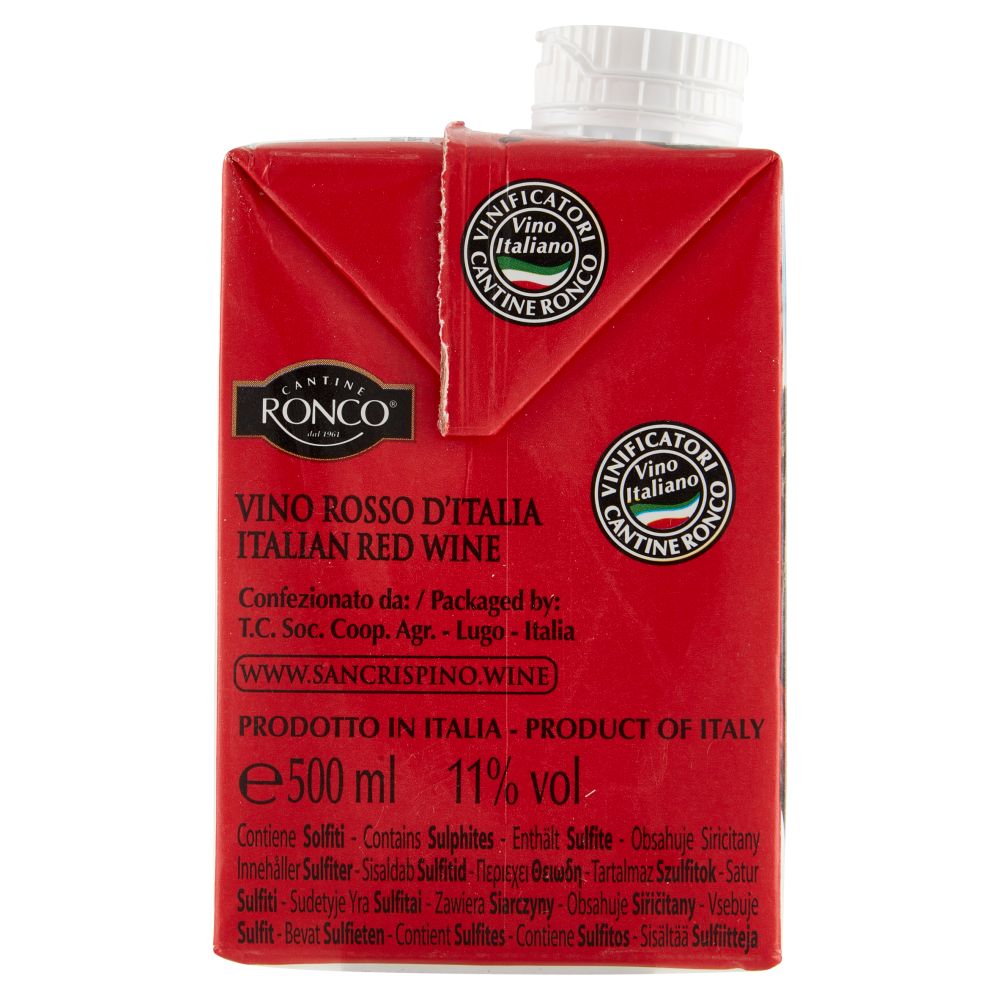 VINIFICATORI
Vino
Italiano
CANTINE RONCO
CANTINE
RONCO®
dal 1961
VINIFICATORI
Vino
Italiano
CANTINE RONCO
VINO ROSSO D'ITALIA
ITALIAN RED WINE
Confezionato da: / Packaged by:
T.C. Soc. Coop. Agr. - Lugo - Italia
WWW.SANCRISPINO.WINE
PRODOTTO IN ITALIA - PRODUCT OF ITALY
℮500 ml 11% vol
Contiene Solfiti - Contains Sulphites - Enthält Sulfite - Obsahuje Siricitany
Innehåller Sulfiter - Sisaldab Sulfitid - Περιεχει Θειωδη - Tartalmaz Szulfitok - Satur
Sulfiti - Sudetyje Yra Sulfitai - Zawiera Siarczyny - Obsahuje Siřičitany - Vsebuje
Sulfit - Bevat Sulfieten - Contient Sulfites - Contiene Sulfitos - Sisältää Sulfiitteja